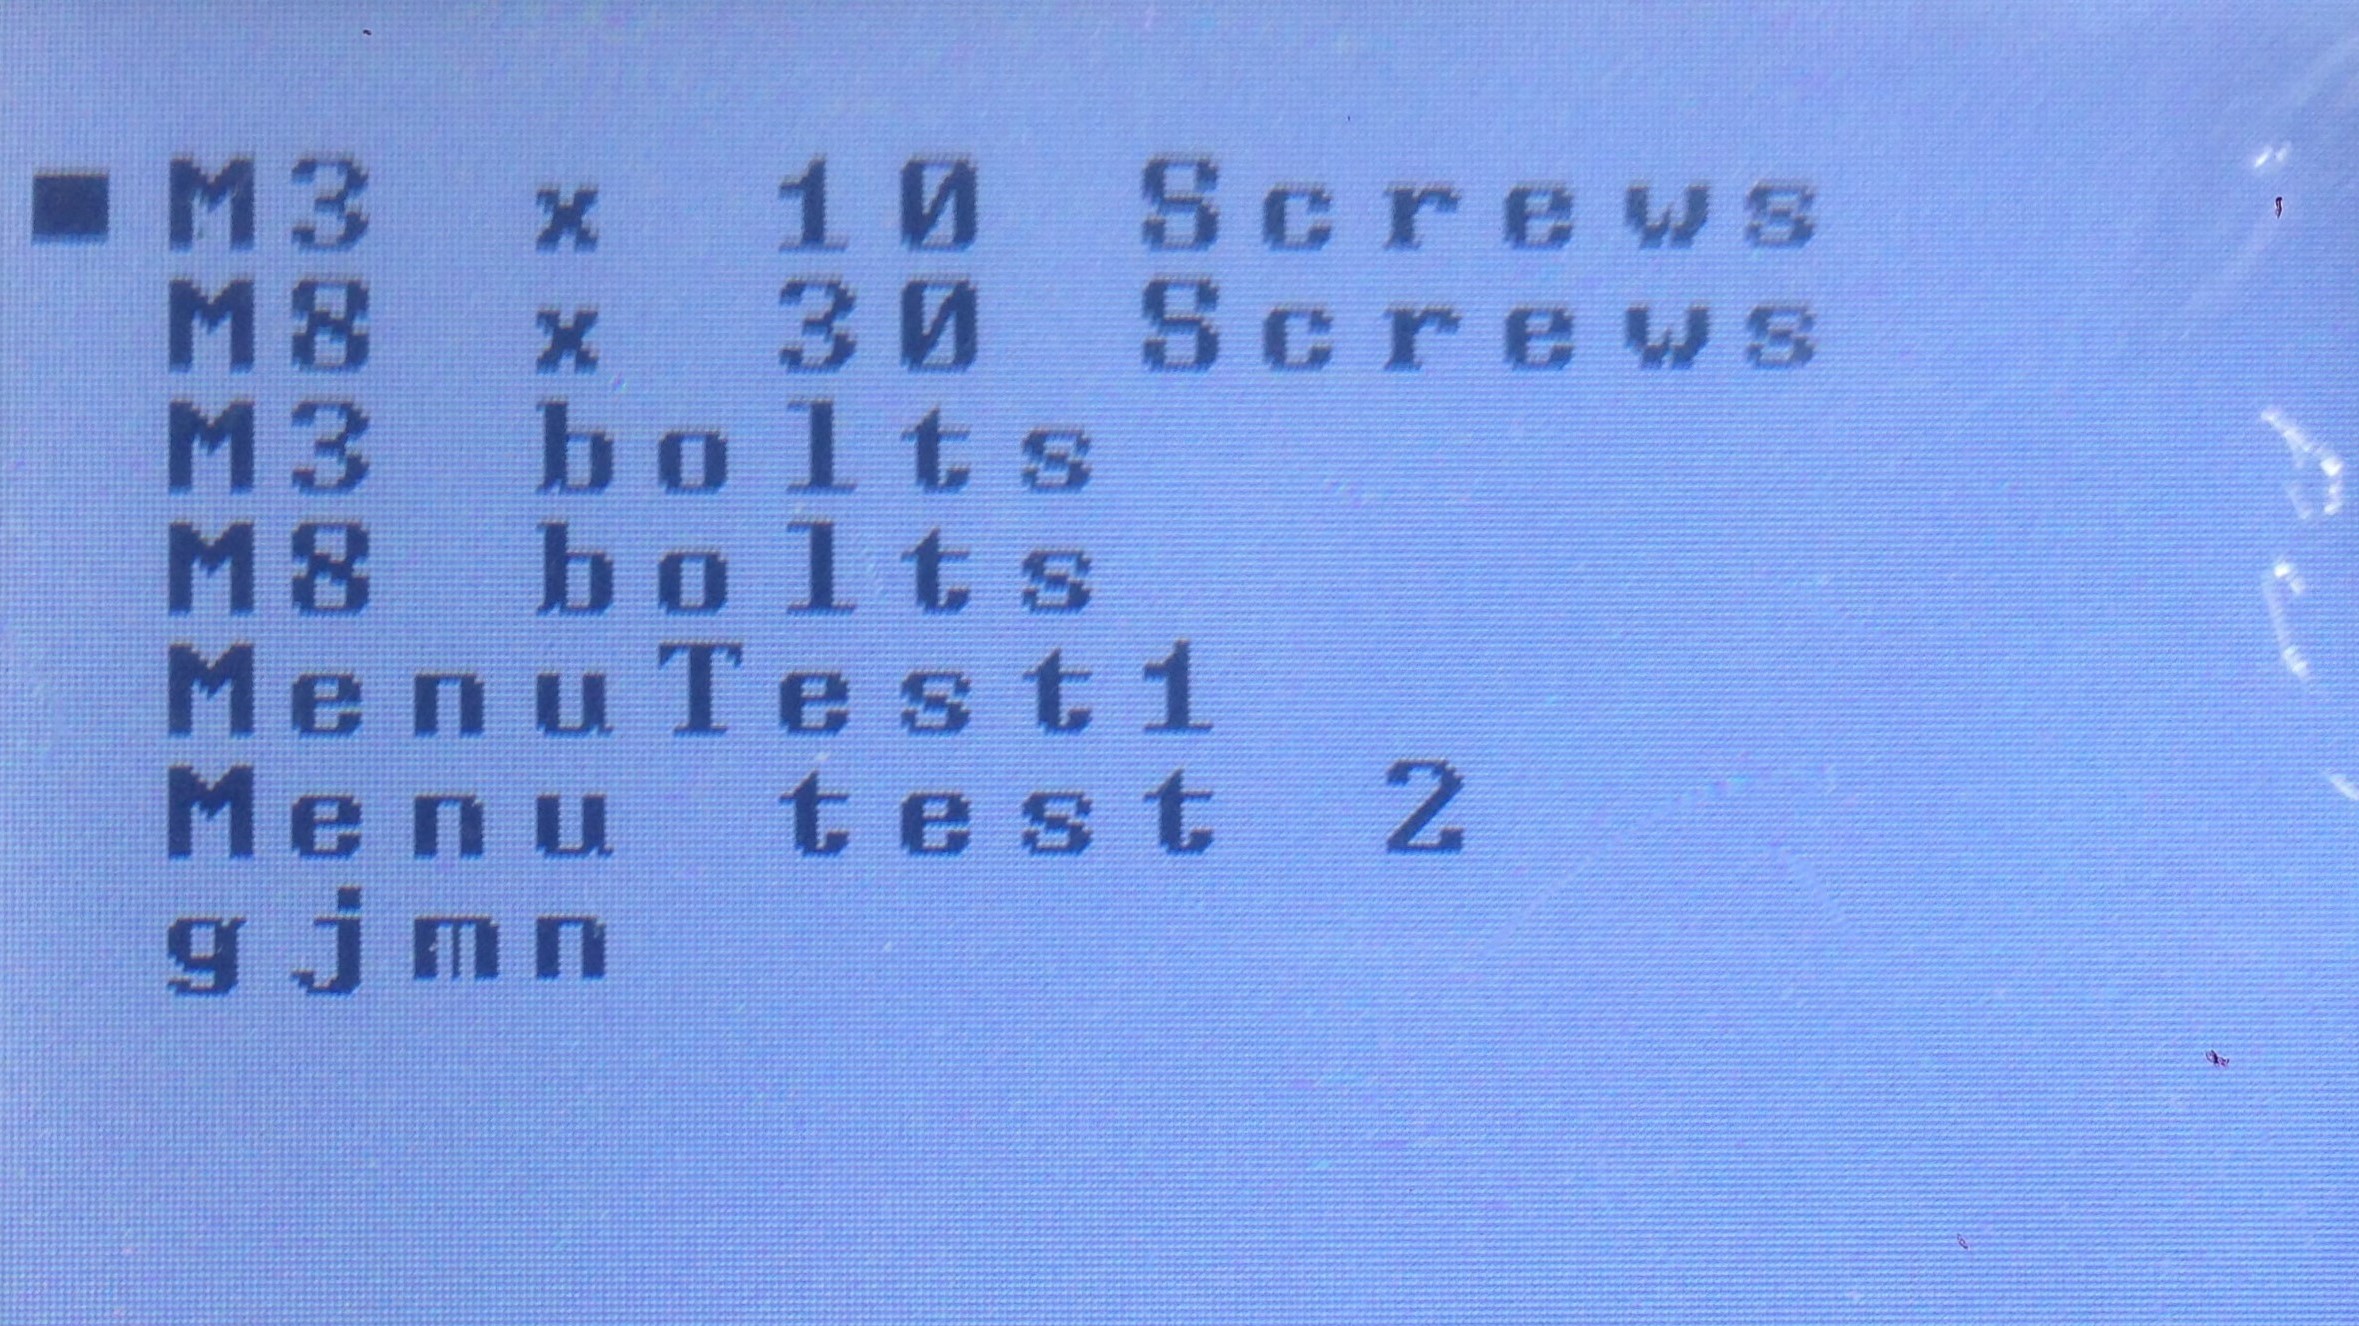 ■ M3 x 10 Screws
M8 x 30 Screws
M3 bolts
M8 bolts
MenuTest1
Menu test 2
gjmn